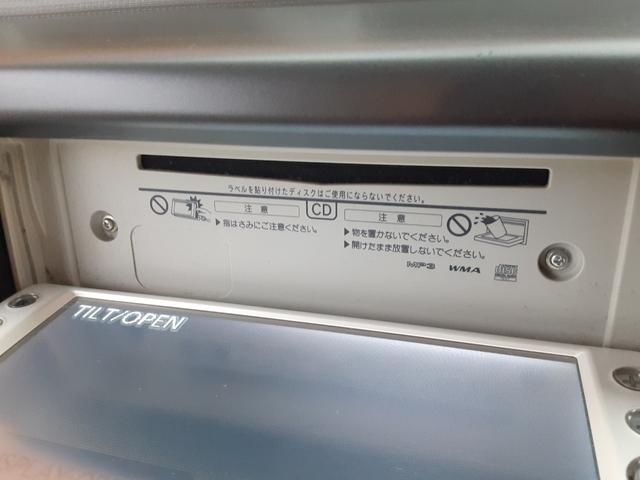 ラベルを貼り付けたディスクはご使用にならないでください。
注意
CD
注意
▶指はさみにご注意ください。
▶物を置かないでください。
▶開けたまま放置しないでください。
MP3 WMA
TILT/OPEN